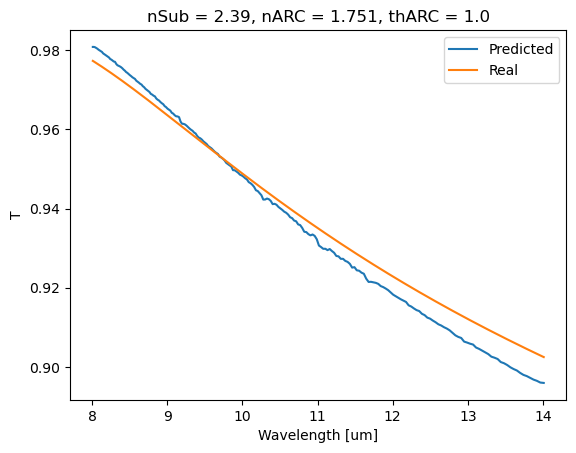 nSub = 2.39, nARC = 1.751, thARC = 1.0
Predicted
Real
T
0.98
0.96
0.94
0.92
0.90
8 9 10 11 12 13 14
Wavelength [um]